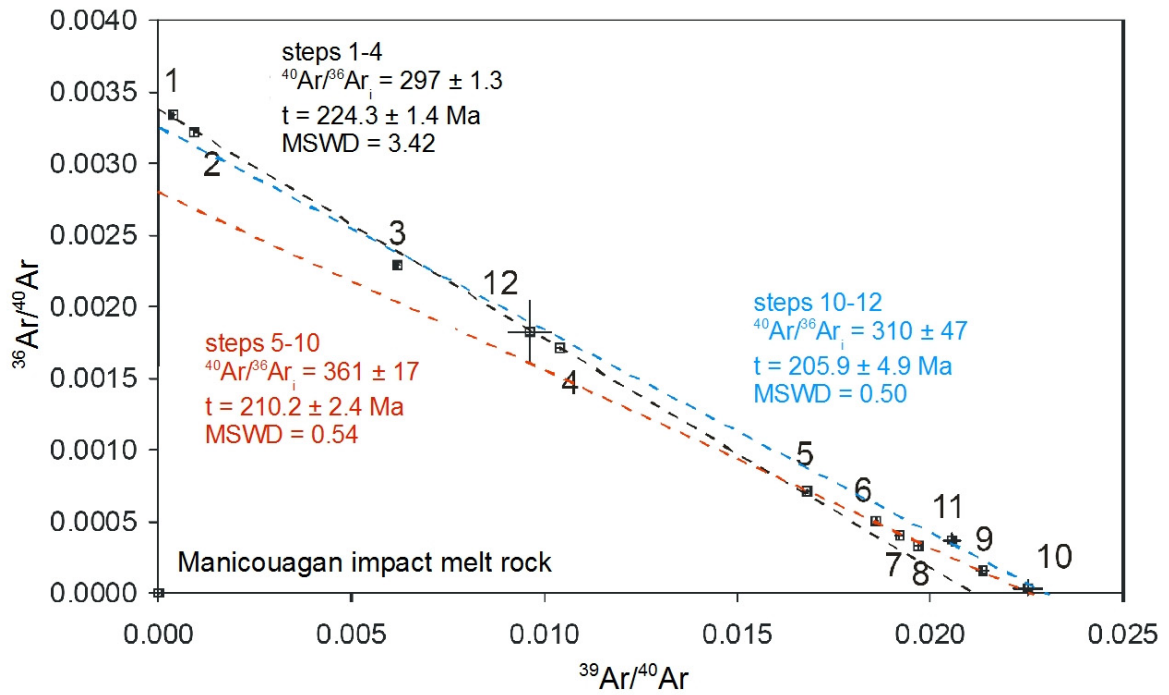 0.0040
0.0035
0.0030
0.0025
0.0020
0.0015
0.0010
0.0005
0.0000
³⁶Ar/⁴⁰Ar
steps 1-4
⁴⁰Ar/³⁶Arᵢ = 297 ± 1.3
t = 224.3 ± 1.4 Ma
MSWD = 3.42
1
2
3
12
4
steps 5-10
⁴⁰Ar/³⁶Arᵢ = 361 ± 17
t = 210.2 ± 2.4 Ma
MSWD = 0.54
steps 10-12
⁴⁰Ar/³⁶Arᵢ = 310 ± 47
t = 205.9 ± 4.9 Ma
MSWD = 0.50
5
6
11
9
7
8
10
Manicouagan impact melt rock
0.000 0.005 0.010 0.015 0.020 0.025
³⁹Ar/⁴⁰Ar